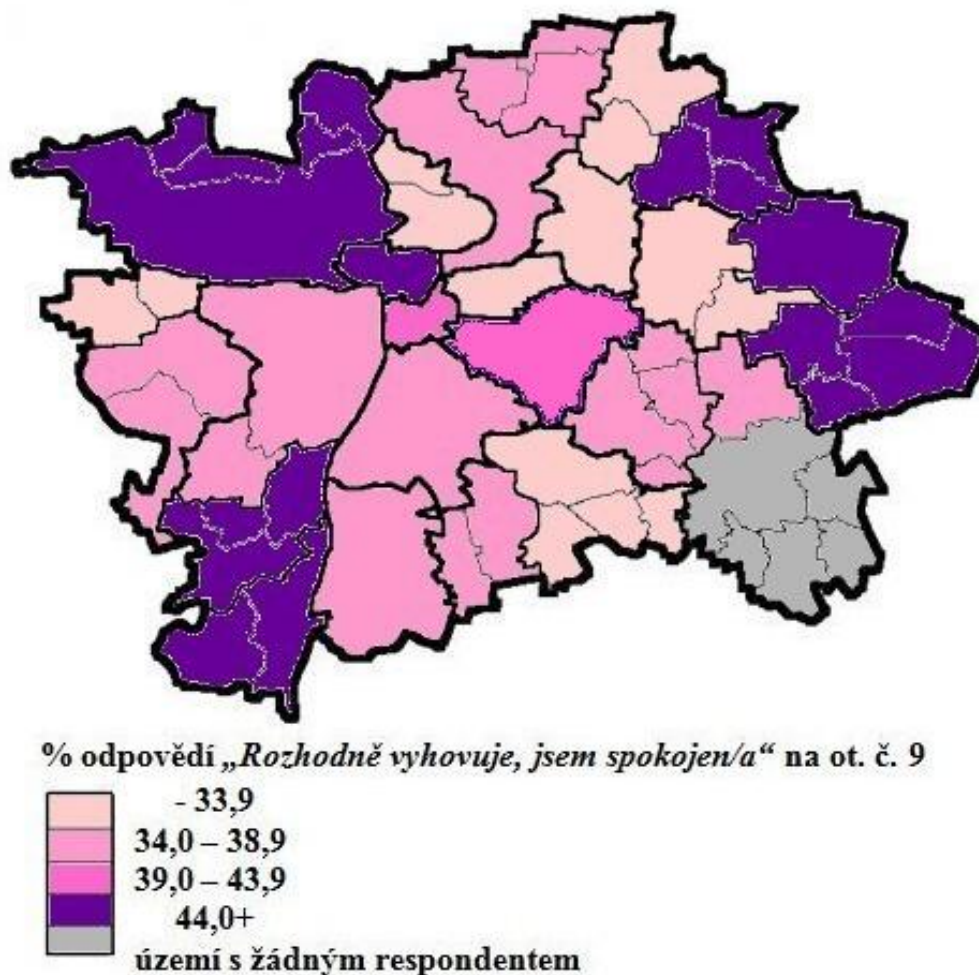 % odpovědí „Rozhodně vyhovuje, jsem spokojen/a“ na ot. č. 9
- 33,9
34,0 – 38,9
39,0 – 43,9
44,0+
území s žádným respondentem